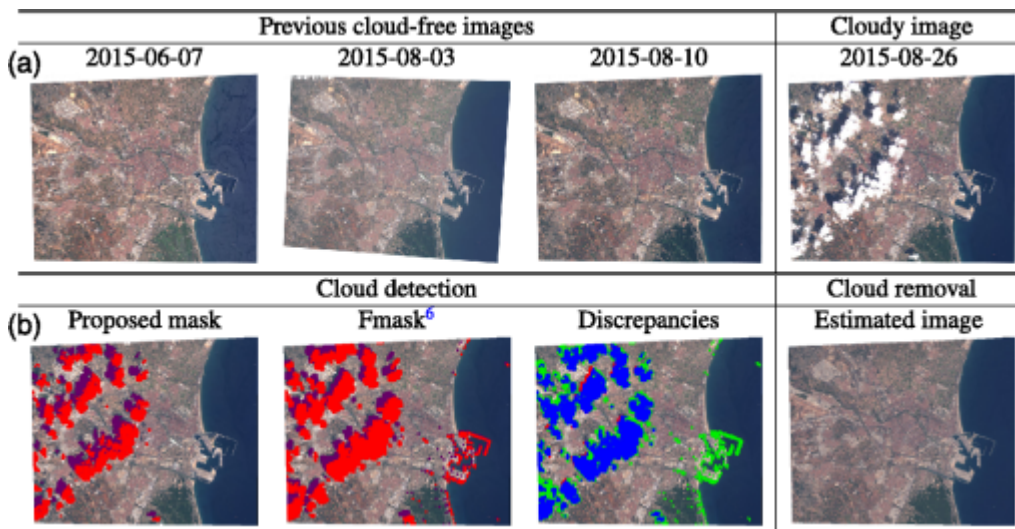 Previous cloud-free images Cloudy image
(a) 2015-06-07 2015-08-03 2015-08-10 2015-08-26
Cloud detection Cloud removal
(b) Proposed mask Fmask6 Discrepancies Estimated image